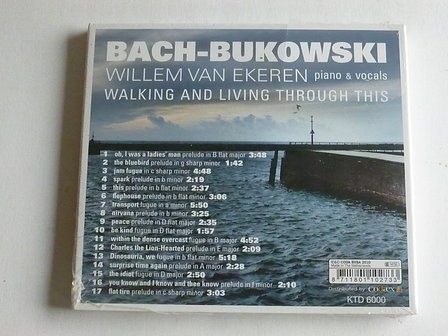 BACH-BUKOWSKI
WILLEM VAN EKEREN piano & vocals
WALKING AND LIVING THROUGH THIS
1 oh, I was a ladies' man prelude in B flat major 3:48
2 the bluebird prelude in g sharp minor 1:42
3 jam fugue in c sharp minor 4:48
4 spark prelude in b minor 2:19
5 this prelude in b flat minor 2:37
6 flophouse prelude in b flat minor 3:06
7 transport fugue in a minor 5:50
8 nirvana prelude in b minor 3:25
9 peace prelude in D flat major 2:35
10 be kind fugue in D flat major 1:57
11 within the dense overcast fugue in B major 4:52
12 Charles the Lion-Hearted prelude in E major 2:09
13 Dinosauria, we fugue in b flat minor 5:18
14 surprise time again prelude in A major 2:28
15 the idiot fugue in D major 2:50
16 you know and I know and thee know prelude in f minor 2:10
17 flat tire prelude in c sharp minor 3:03
8 711801 102733
Distributed by codaex
KTD 6000